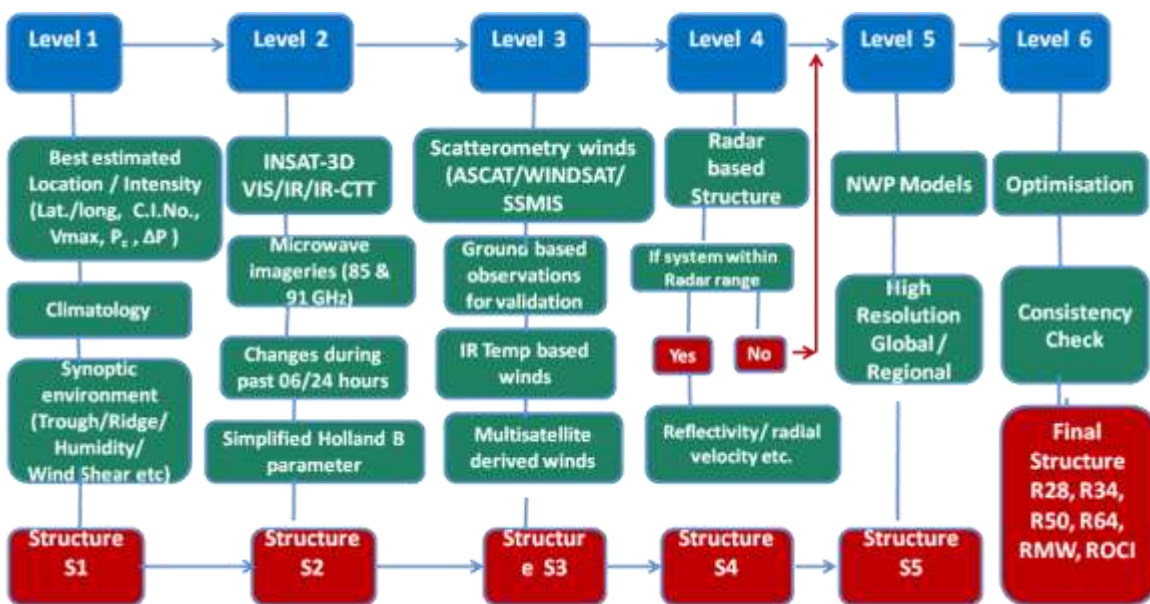 Level 1
Level 2
Level 3
Level 4
Level 5
Level 6
Best estimated
Location / Intensity
(Lat./long, C.I.No.,
Vmax, Pc , ΔP )
Climatology
Synoptic
environment
(Trough/Ridge/
Humidity/
Wind Shear etc)
Structure
S1
INSAT-3D
VIS/IR/IR-CTT
Microwave
imageries (85 &
91 GHz)
Changes during
past 06/24 hours
Simplified Holland B
parameter
Structure
S2
Scatterometry winds
(ASCAT/WINDSAT/
SSMIS
Ground based
observations
for validation
IR Temp based
winds
Multisatellite
derived winds
Structur
e S3
Radar
based
Structure
If system within
Radar range
Yes
No
Reflectivity/ radial
velocity etc.
Structure
S4
NWP Models
High
Resolution
Global /
Regional
Structure
S5
Optimisation
Consistency
Check
Final
Structure
R28, R34,
R50, R64,
RMW, ROCI